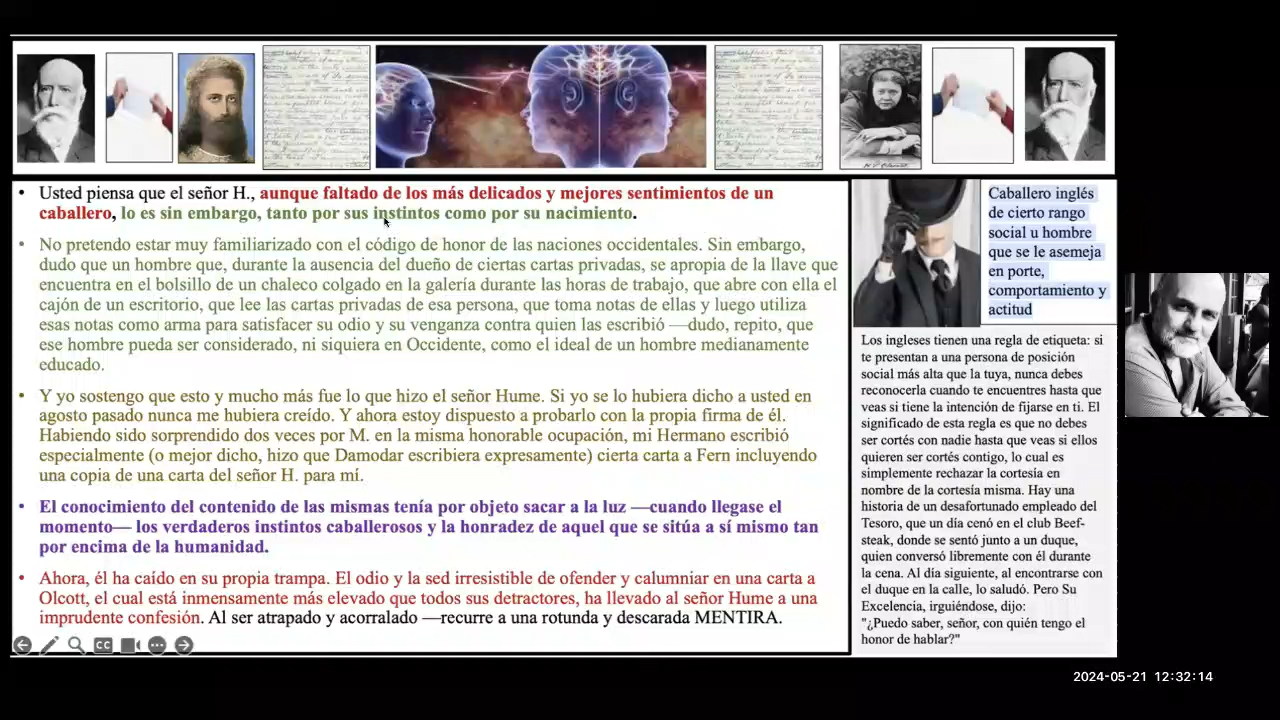 • Usted piensa que el señor H., aunque faltado de los más delicados y mejores sentimientos de un
caballero, lo es sin embargo, tanto por sus instintos como por su nacimiento.
• No pretendo estar muy familiarizado con el código de honor de las naciones occidentales. Sin embargo,
dudo que un hombre que, durante la ausencia del dueño de ciertas cartas privadas, se apropia de la llave que
encuentra en el bolsillo de un chaleco colgado en la galería durante las horas de trabajo, que abre con ella el
cajón de un escritorio, que lee las cartas privadas de esa persona, que toma notas de ellas y luego utiliza
esas notas como arma para satisfacer su odio y su venganza contra quien las escribió —dudo, repito, que
ese hombre pueda ser considerado, ni siquiera en Occidente, como el ideal de un hombre medianamente
educado.
• Y yo sostengo que esto y mucho más fue lo que hizo el señor Hume. Si yo se lo hubiera dicho a usted en
agosto pasado nunca me hubiera creído. Y ahora estoy dispuesto a probarlo con la propia firma de él.
Habiendo sido sorprendido dos veces por M. en la misma honorable ocupación, mi Hermano escribió
especialmente (o mejor dicho, hizo que Damodar escribiera expresamente) cierta carta a Fern incluyendo
una copia de una carta del señor H. para mí.
• El conocimiento del contenido de las mismas tenía por objeto sacar a la luz —cuando llegase el
momento— los verdaderos instintos caballerosos y la honradez de aquel que se sitúa a sí mismo tan
por encima de la humanidad.
• Ahora, él ha caído en su propia trampa. El odio y la sed irresistible de ofender y calumniar en una carta a
Olcott, el cual está inmensamente más elevado que todos sus detractores, ha llevado al señor Hume a una
imprudente confesión. Al ser atrapado y acorralado —recurre a una rotunda y descarada MENTIRA.
CC
Caballero inglés
de cierto rango
social u hombre
que se le asemeja
en porte,
comportamiento y
actitud
Los ingleses tienen una regla de etiqueta: si
te presentan a una persona de posición
social más alta que la tuya, nunca debes
reconocerla cuando te encuentres hasta que
veas si tiene la intención de fijarse en ti. El
significado de esta regla es que no debes
ser cortés con nadie hasta que veas si ellos
quieren ser cortés contigo, lo cual es
simplemente rechazar la cortesía en
nombre de la cortesía misma. Hay una
historia de un desafortunado empleado del
Tesoro, que un día cenó en el club Beef-
steak, donde se sentó junto a un duque,
quien conversó libremente con él durante
la cena. Al día siguiente, al encontrarse con
el duque en la calle, lo saludó. Pero Su
Excelencia, irguiéndose, dijo:
"¿Puedo saber, señor, con quién tengo el
honor de hablar?"
2024-05-21 12:32:14